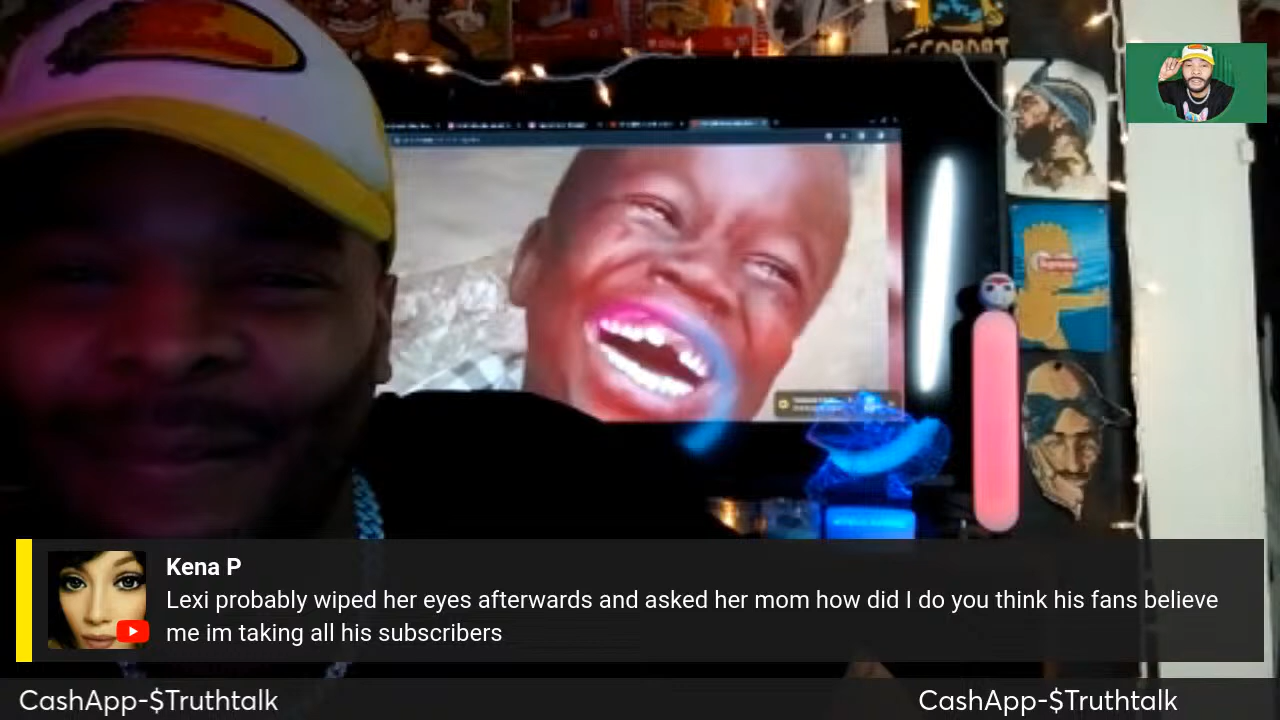 Kena P
Lexi probably wiped her eyes afterwards and asked her mom how did I do you think his fans believe
me im taking all his subscribers
CashApp-$Truthtalk
CashApp-$Truthtalk